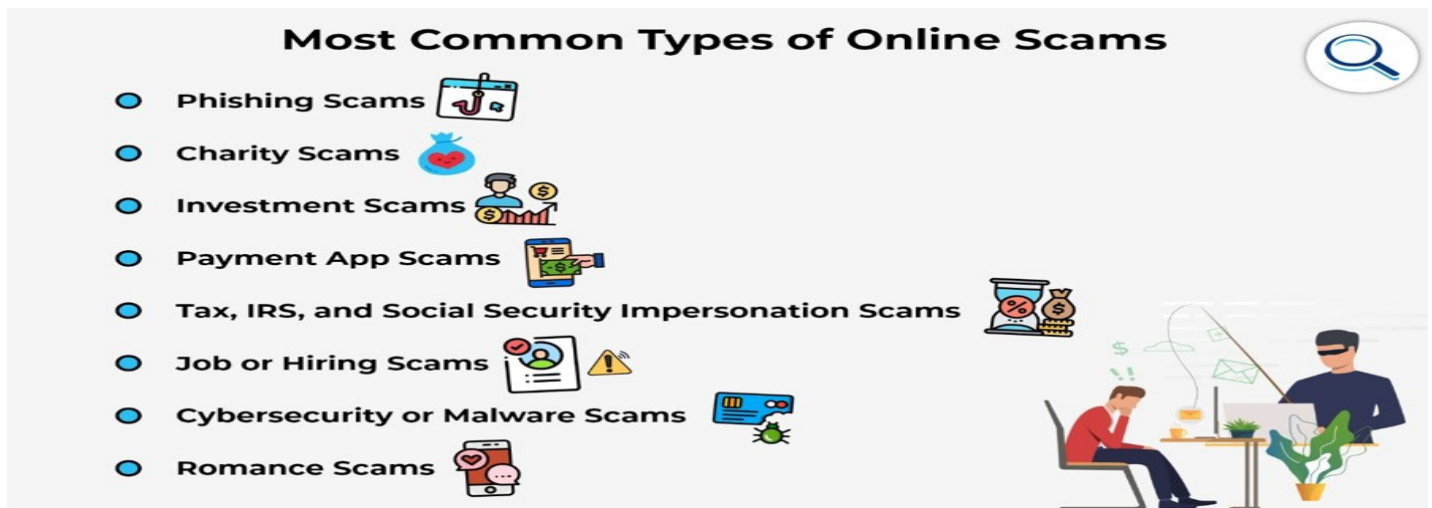 Most Common Types of Online Scams
Phishing Scams
Charity Scams
Investment Scams
Payment App Scams
Tax, IRS, and Social Security Impersonation Scams
Job or Hiring Scams
Cybersecurity or Malware Scams
Romance Scams